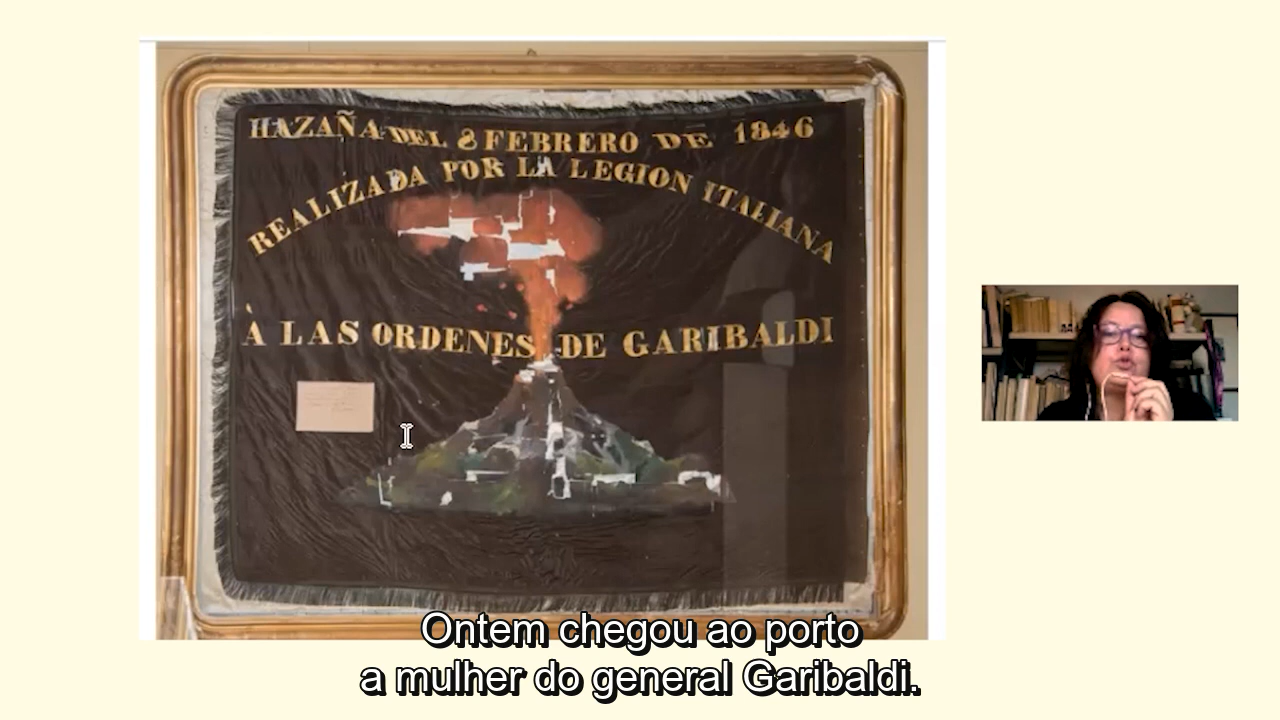 HAZAÑA DEL 8 FEBRERO DE 1846
REALIZADA POR LA LEGION ITALIANA
À LAS ORDENES DE GARIBALDI
Ontem chegou ao porto
a mulher do general Garibaldi.